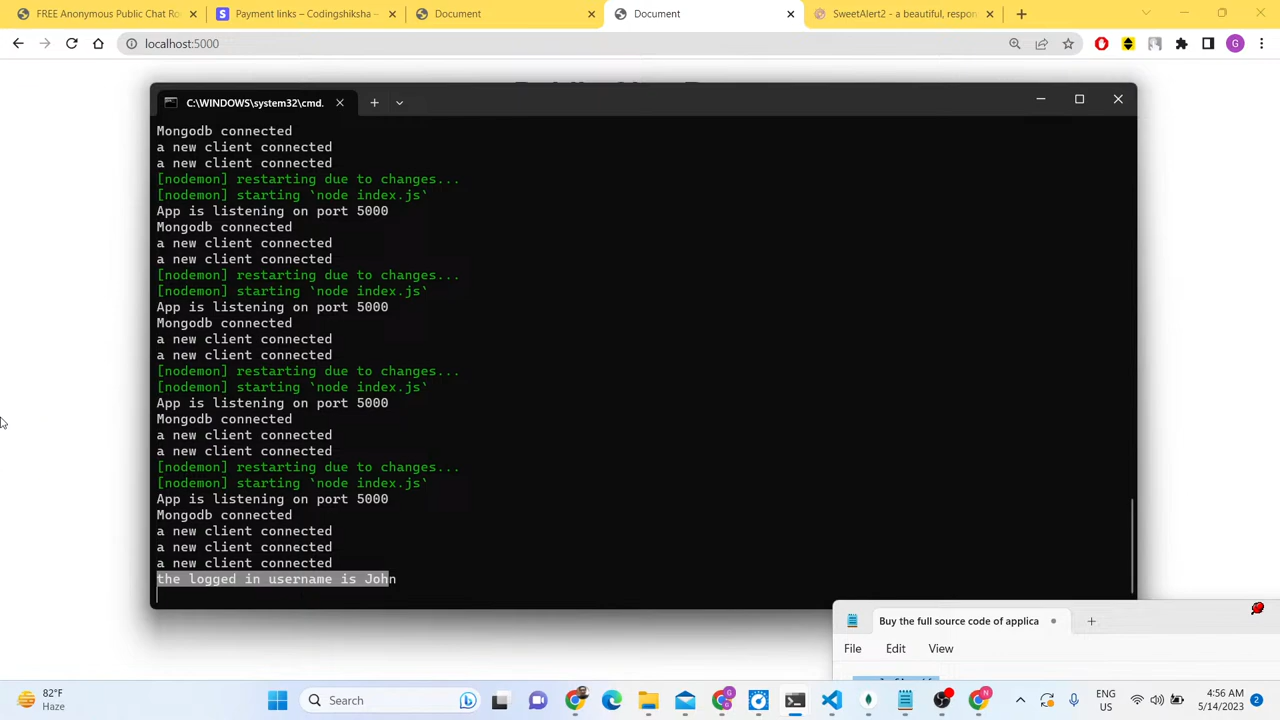 FREE Anonymous Public Chat Ro
Payment links – Codingshiksha –
Document
Document
SweetAlert2 - a beautiful, respon
localhost:5000
C:\WINDOWS\system32\cmd.
Mongodb connected
a new client connected
a new client connected
[nodemon] restarting due to changes...
[nodemon] starting `node index.js`
App is listening on port 5000
Mongodb connected
a new client connected
a new client connected
[nodemon] restarting due to changes...
[nodemon] starting `node index.js`
App is listening on port 5000
Mongodb connected
a new client connected
a new client connected
[nodemon] restarting due to changes...
[nodemon] starting `node index.js`
App is listening on port 5000
Mongodb connected
a new client connected
a new client connected
[nodemon] restarting due to changes...
[nodemon] starting `node index.js`
App is listening on port 5000
Mongodb connected
a new client connected
a new client connected
a new client connected
the logged in username is John
Buy the full source code of applica
File Edit View
82°F
Haze
Search
ENG
US
4:56 AM
5/14/2023